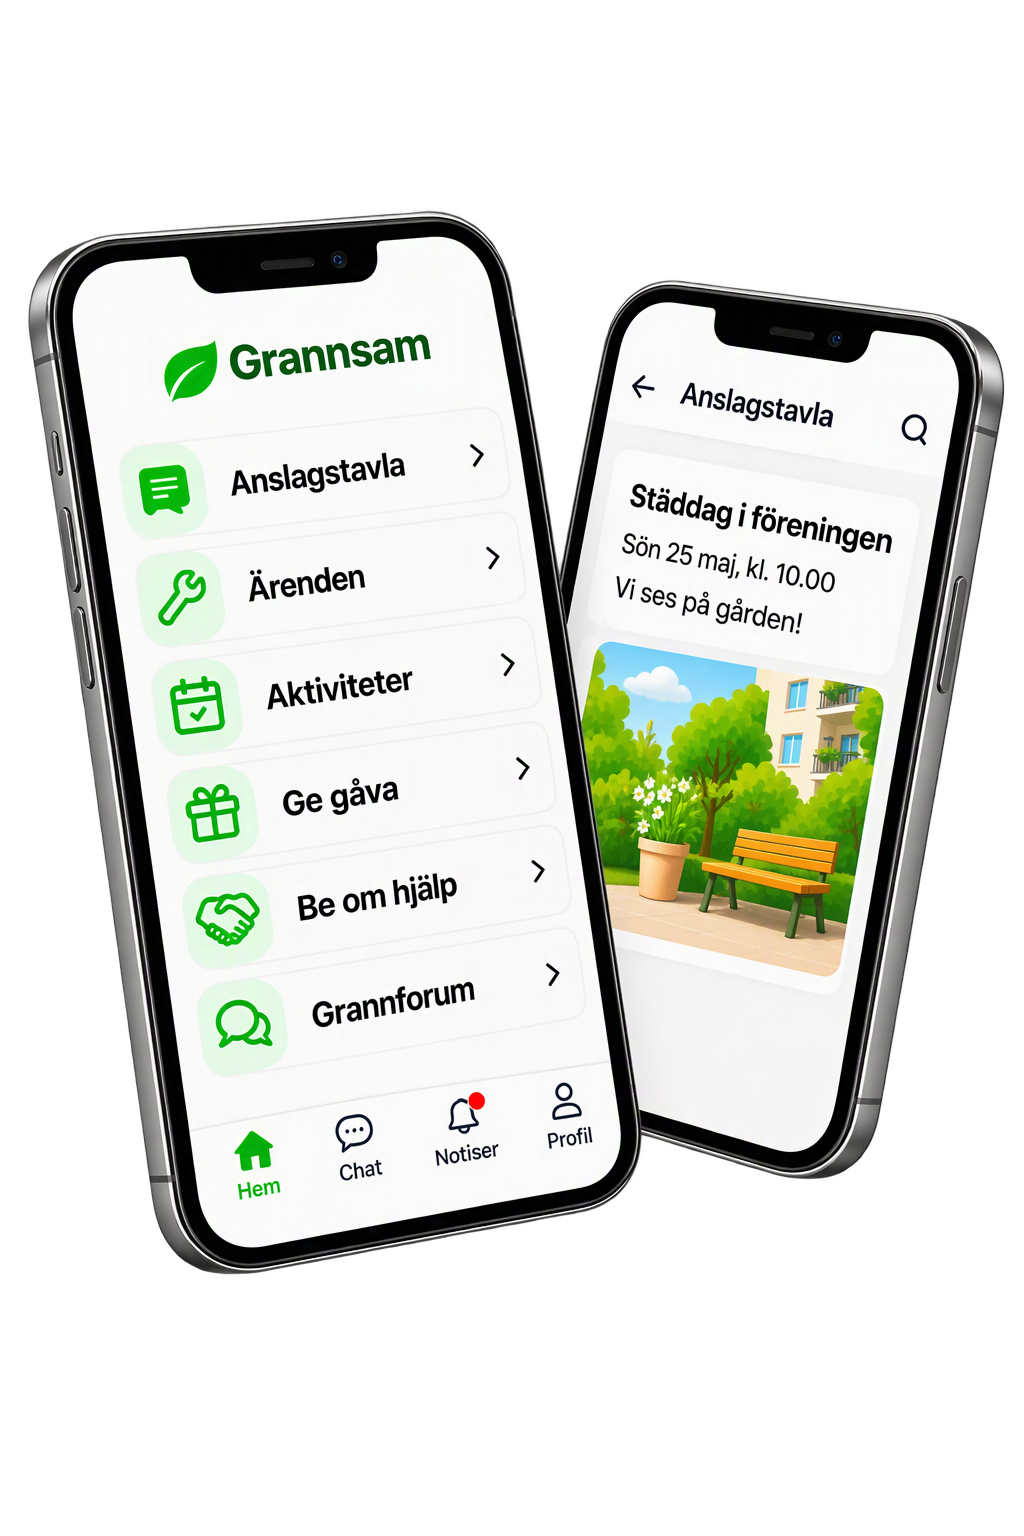 Grannsam
Anslagstavla
Ärenden
Aktiviteter
Ge gåva
Be om hjälp
Grannforum
Hem
Chat
Notiser
Profil
Anslagstavla
Städdag i föreningen
Sön 25 maj, kl. 10.00
Vi ses på gården!